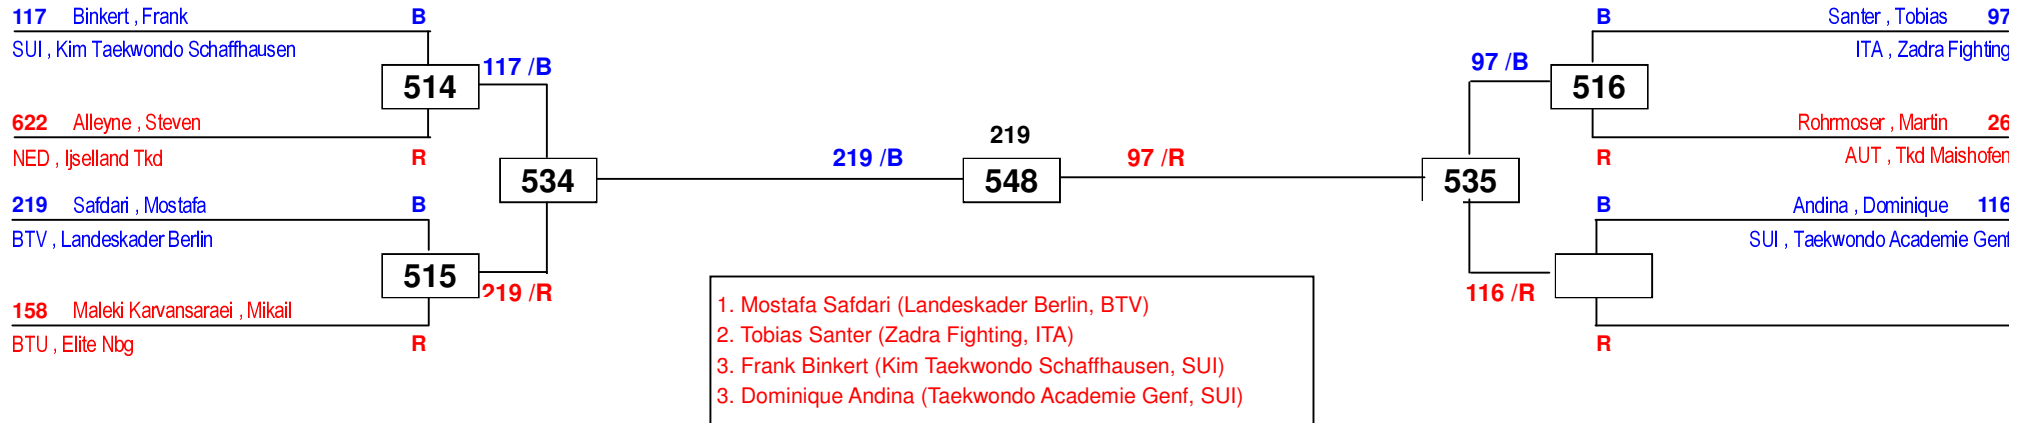 117 Binkert , Frank B
SUI , Kim Taekwondo Schaffhausen
514
117 /B
622 Alleyne , Steven
NED , Ijselland Tkd R
534
219 Safdari , Mostafa B
BTV , Landeskader Berlin
515
219 /R
158 Maleki Karvansaraei , Mikail
BTU , Elite Nbg R
219 /B
219
548
97 /R
B Santer , Tobias 97
ITA , Zadra Fighting
97 /B
516
Rohrmoser , Martin 26
R AUT , Tkd Maishofen
535
B Andina , Dominique 116
SUI , Taekwondo Academie Genf
116 /R
R
1. Mostafa Safdari (Landeskader Berlin, BTV)
2. Tobias Santer (Zadra Fighting, ITA)
3. Frank Binkert (Kim Taekwondo Schaffhausen, SUI)
3. Dominique Andina (Taekwondo Academie Genf, SUI)